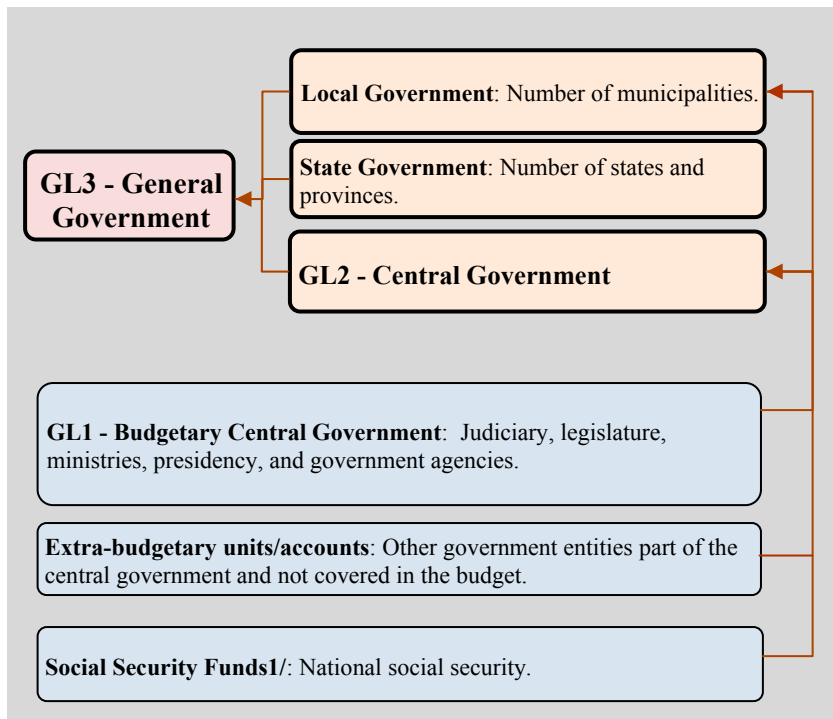 Local Government: Number of municipalities.
State Government: Number of states and
provinces.
GL3 - General
Government
GL2 - Central Government
GL1 - Budgetary Central Government:  Judiciary, legislature,
ministries, presidency, and government agencies.
Extra-budgetary units/accounts: Other government entities part of the
central government and not covered in the budget.
Social Security Funds1/: National social security.